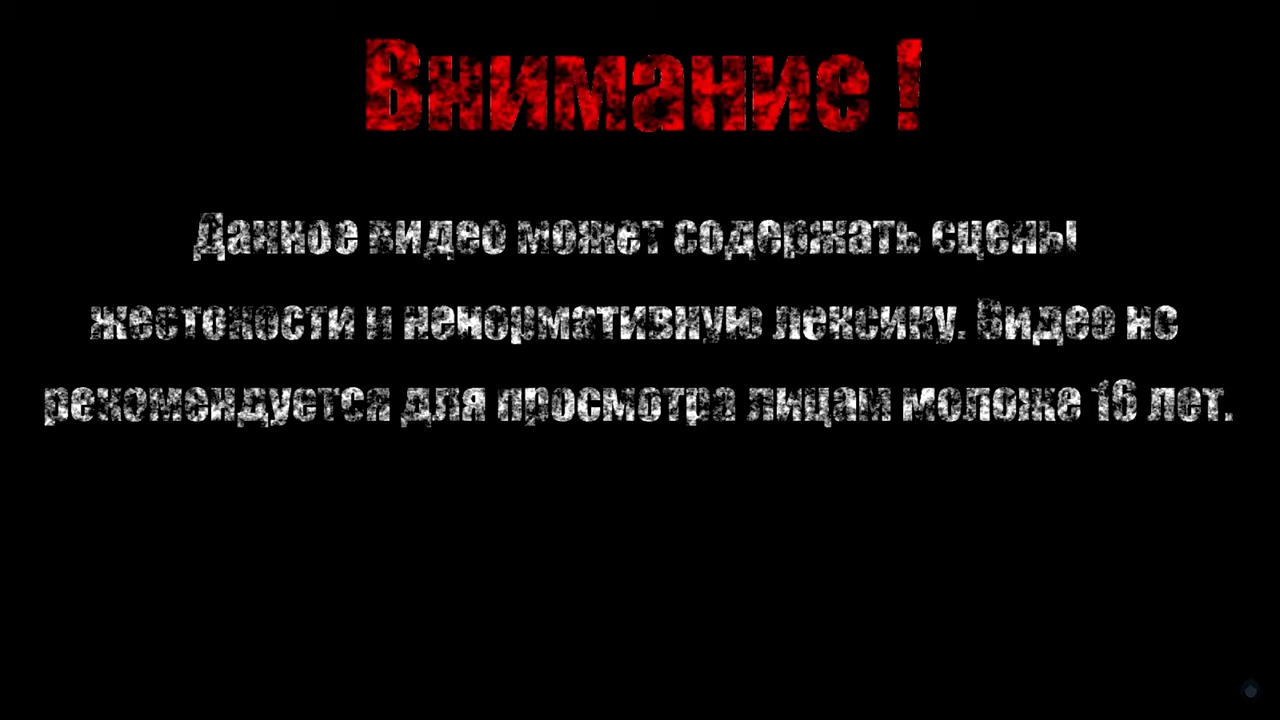 Внимание !
Данное видео может содержать сцены
жестокости и ненормативную лексику. Видео не
рекомендуется для просмотра лицам моложе 16 лет.